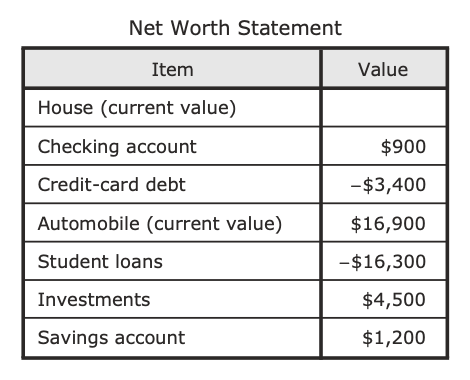 Net Worth Statement
Item Value
House (current value)
Checking account $900
Credit-card debt –$3,400
Automobile (current value) $16,900
Student loans –$16,300
Investments $4,500
Savings account $1,200